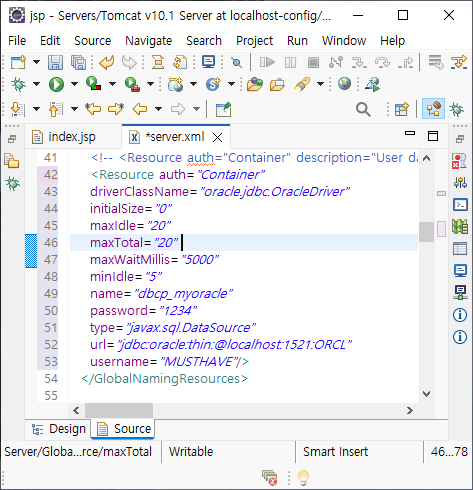 jsp - Servers/Tomcat v10.1 Server at localhost-config/...
File Edit Source Navigate Search Project Run Window Help
index.jsp *server.xml
41 <!-- <Resource auth="Container" description="User da
42 <Resource auth="Container"
43 driverClassName="oracle.jdbc.OracleDriver"
44 initialSize="0"
45 maxIdle="20"
46 maxTotal="20"
47 maxWaitMillis="5000"
48 minIdle="5"
49 name="dbcp_myoracle"
50 password="1234"
51 type="javax.sql.DataSource"
52 url="jdbc:oracle:thin:@localhost:1521:ORCL"
53 username="MUSTHAVE"/>
54 </GlobalNamingResources>
55
Design Source
Server/Globa...rce/maxTotal Writable Smart Insert 46...78